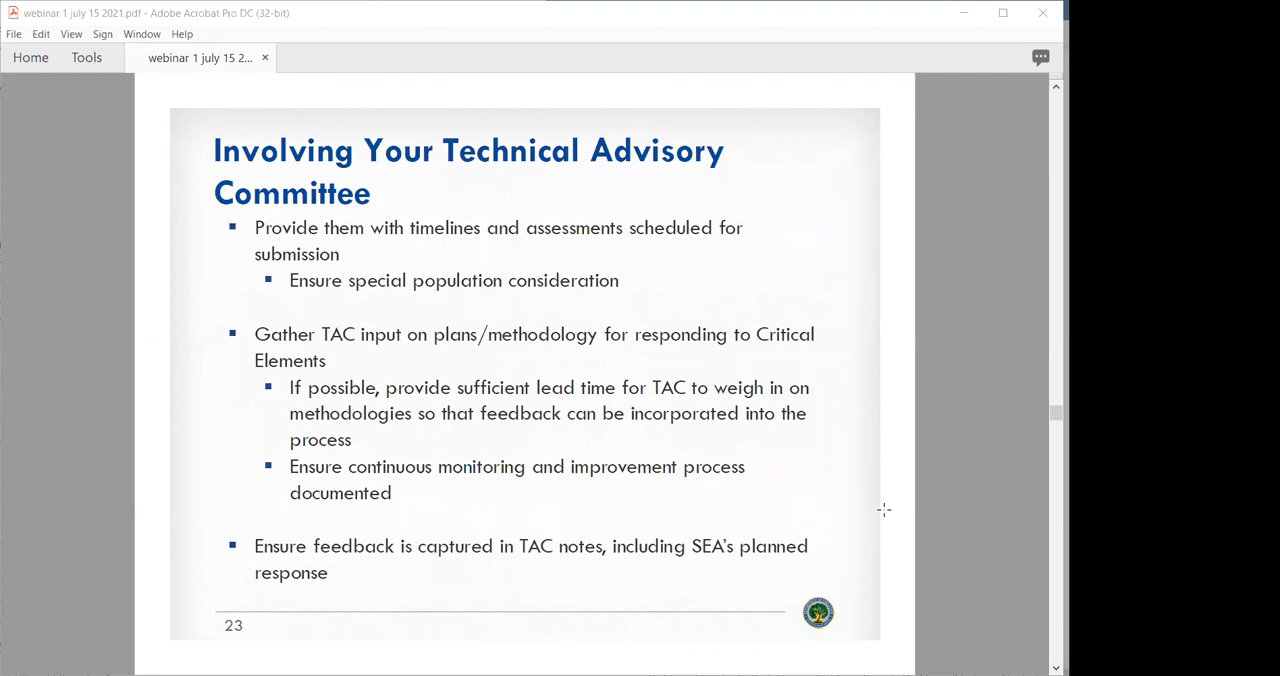 webinar 1 july 15 2021.pdf - Adobe Acrobat Pro DC (32-bit)
File Edit View Sign Window Help
Home Tools webinar 1 july 15 2... ×
Involving Your Technical Advisory
Committee
▪ Provide them with timelines and assessments scheduled for
submission
▪ Ensure special population consideration
▪ Gather TAC input on plans/methodology for responding to Critical
Elements
▪ If possible, provide sufficient lead time for TAC to weigh in on
methodologies so that feedback can be incorporated into the
process
▪ Ensure continuous monitoring and improvement process
documented
▪ Ensure feedback is captured in TAC notes, including SEA's planned
response
23